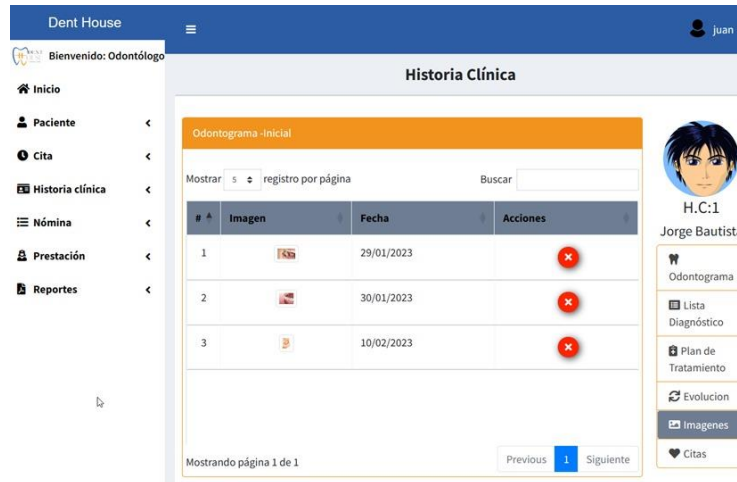 Dent House
juan
Bienvenido: Odontólogo
Historia Clínica
Inicio
Paciente
Cita
Historia clínica
Nómina
Prestación
Reportes
Odontograma -Inicial
Mostrar 5 registro por página
Buscar
# Imagen Fecha Acciones
1 29/01/2023
2 30/01/2023
3 10/02/2023
Mostrando página 1 de 1
Previous 1 Siguiente
H.C:1
Jorge Bautist
Odontograma
Lista
Diagnóstico
Plan de
Tratamiento
Evolucion
Imagenes
Citas